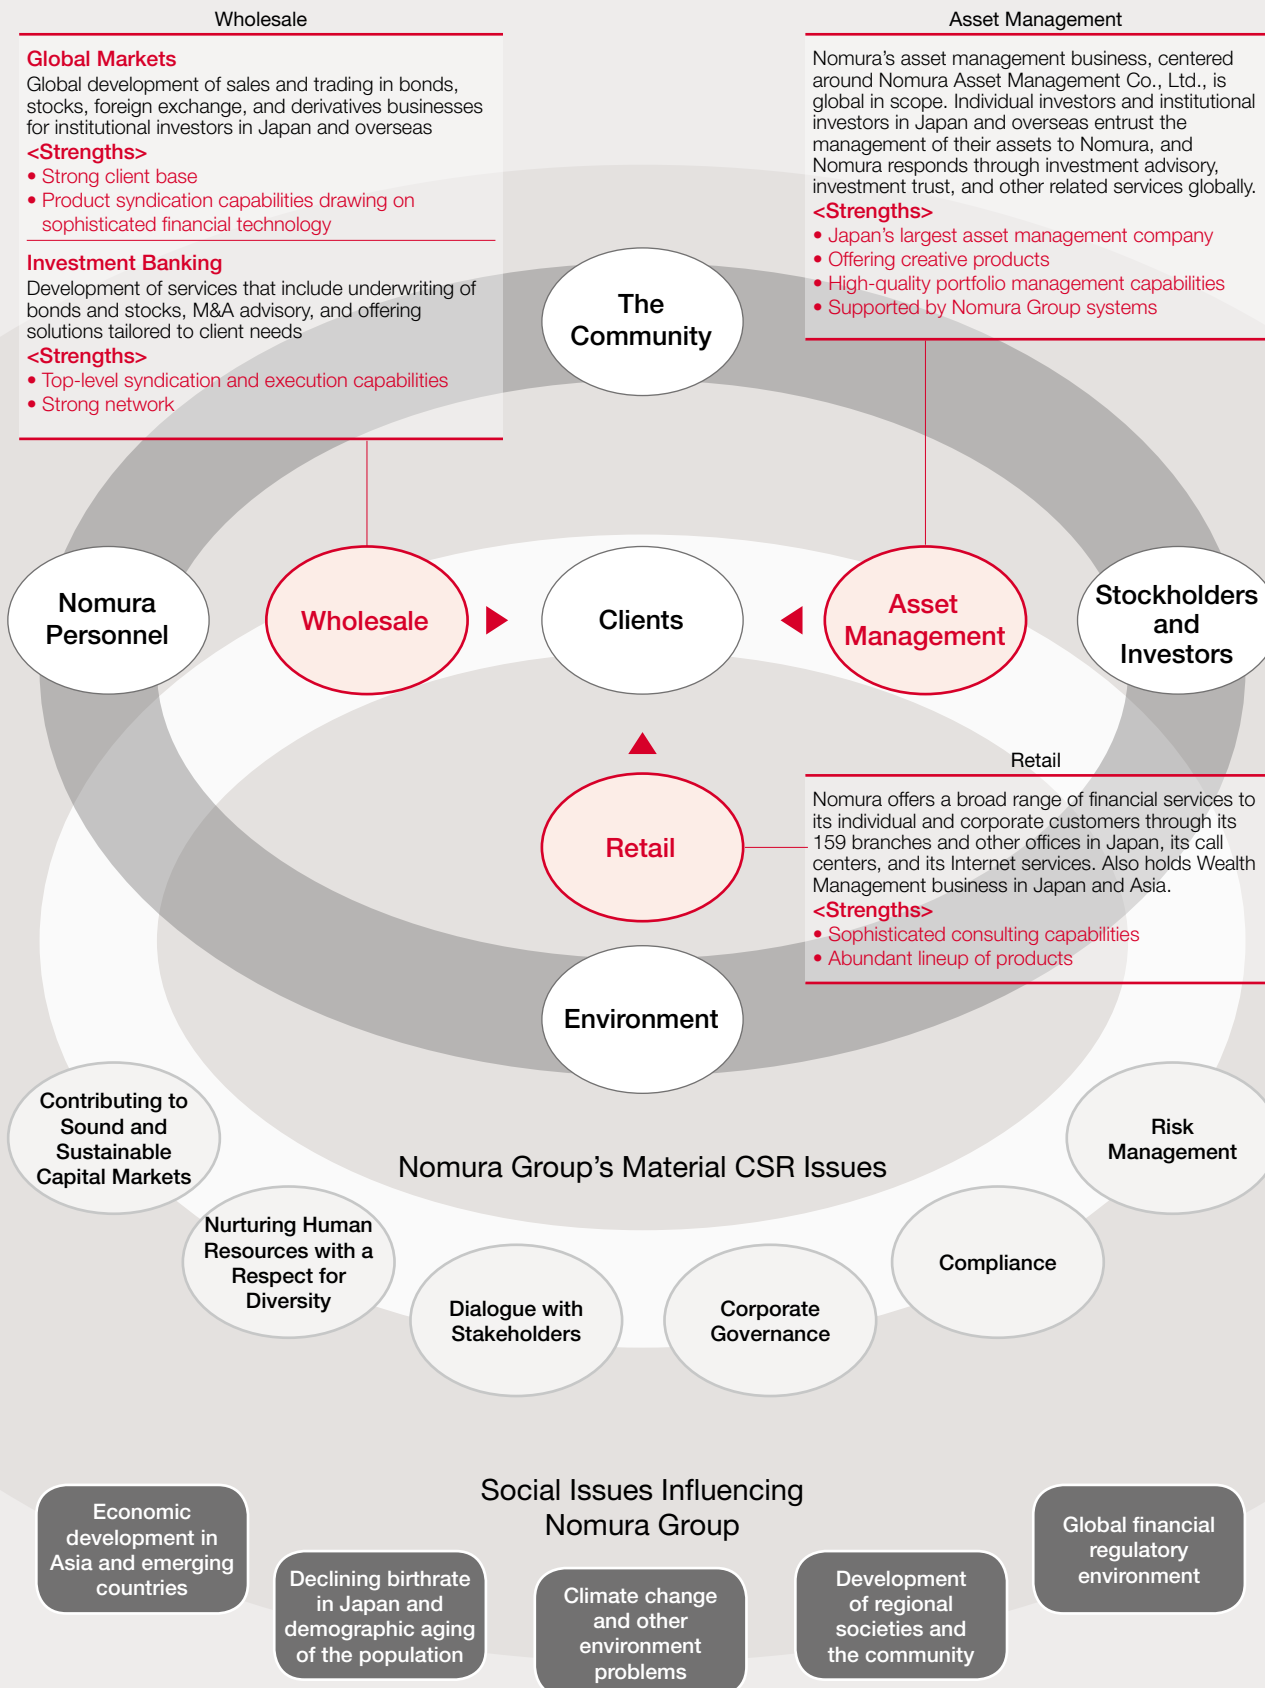 Wholesale
Global Markets
Global development of sales and trading in bonds,
stocks, foreign exchange, and derivatives businesses
for institutional investors in Japan and overseas
<Strengths>
• Strong client base
• Product syndication capabilities drawing on
sophisticated financial technology
Investment Banking
Development of services that include underwriting of
bonds and stocks, M&A advisory, and offering
solutions tailored to client needs
<Strengths>
• Top-level syndication and execution capabilities
• Strong network
Asset Management
Nomura’s asset management business, centered
around Nomura Asset Management Co., Ltd., is
global in scope. Individual investors and institutional
investors in Japan and overseas entrust the
management of their assets to Nomura, and
Nomura responds through investment advisory,
investment trust, and other related services globally.
<Strengths>
• Japan’s largest asset management company
• Offering creative products
• High-quality portfolio management capabilities
• Supported by Nomura Group systems
The
Community
Nomura
Personnel
Wholesale
Clients
Asset
Management
Stockholders
and
Investors
Retail
Retail
Nomura offers a broad range of financial services to
its individual and corporate customers through its
159 branches and other offices in Japan, its call
centers, and its Internet services. Also holds Wealth
Management business in Japan and Asia.
<Strengths>
• Sophisticated consulting capabilities
• Abundant lineup of products
Environment
Nomura Group’s Material CSR Issues
Contributing to
Sound and
Sustainable
Capital Markets
Nurturing Human
Resources with a
Respect for
Diversity
Dialogue with
Stakeholders
Corporate
Governance
Compliance
Risk
Management
Social Issues Influencing
Nomura Group
Economic
development in
Asia and emerging
countries
Declining birthrate
in Japan and
demographic aging
of the population
Climate change
and other
environment
problems
Development
of regional
societies and
the community
Global financial
regulatory
environment